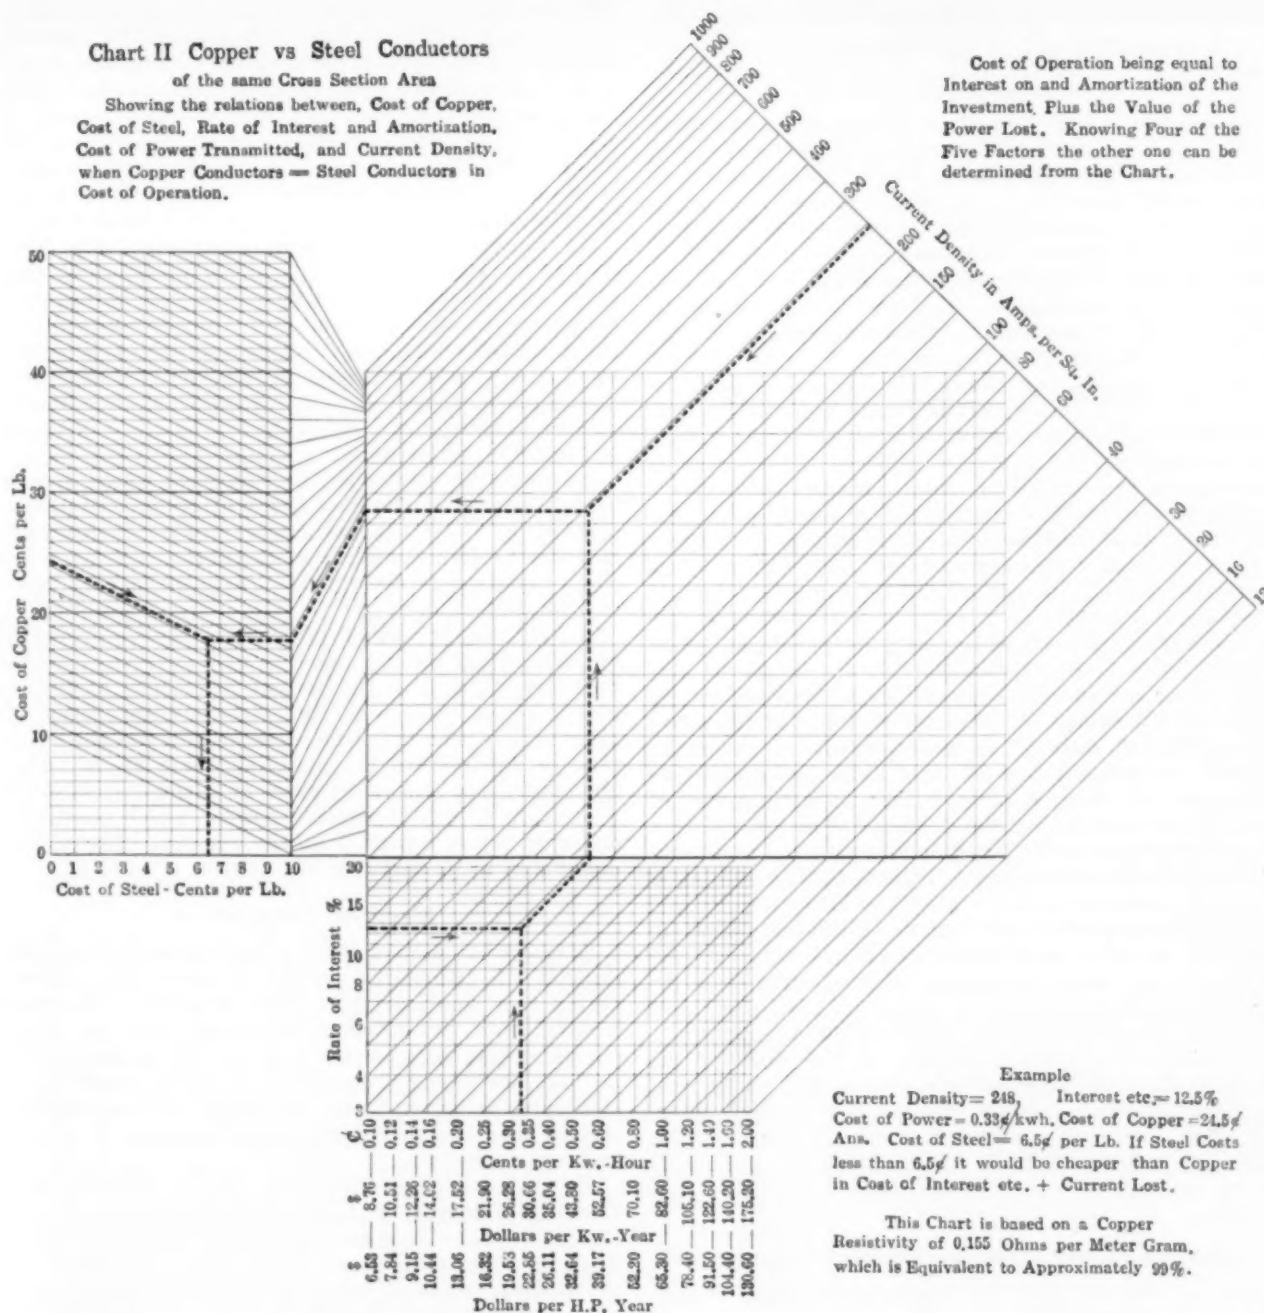 Chart II Copper vs Steel Conductors
of the same Cross Section Area
Showing the relations between, Cost of Copper,
Cost of Steel, Rate of Interest and Amortization,
Cost of Power Transmitted, and Current Density,
when Copper Conductors = Steel Conductors in
Cost of Operation.
Cost of Operation being equal to
Interest on and Amortization of the
Investment, Plus the Value of the
Power Lost. Knowing Four of the
Five Factors the other one can be
determined from the Chart.
1000
900
800
700
600
500
400
300
200
150
100
80
60
40
30
20
16
Current Density in Amps. per Sq. In.
50
40
30
20
10
0
Cost of Copper Cents per Lb.
0 1 2 3 4 5 6 7 8 9 10
Cost of Steel - Cents per Lb.
20
15
10
8
6
4
Rate of Interest %
¢ 0.10 0.12 0.14 0.16 0.20 0.25 0.30 0.40 0.50 0.60 0.80 1.00 1.20 1.40 1.60 2.00
Cents per Kw.-Hour
$ 8.76 10.51 12.26 14.02 17.52 21.90 26.28 30.66 35.04 43.80 52.57 70.10 105.10 122.60 140.20 175.20
Dollars per Kw.-Year
$ 6.53 7.84 9.15 10.44 13.06 16.32 19.53 22.85 26.11 32.64 39.17 52.20 65.30 78.40 91.50 104.40 130.60
Dollars per H.P. Year
Example
Current Density = 248, Interest etc. = 12.5%
Cost of Power = 0.33¢/kwh. Cost of Copper = 24.5¢
Ans. Cost of Steel = 6.5¢ per Lb. If Steel Costs
less than 6.5¢ it would be cheaper than Copper
in Cost of Interest etc. + Current Lost.
This Chart is based on a Copper
Resistivity of 0.155 Ohms per Meter Gram,
which is Equivalent to Approximately 99%.